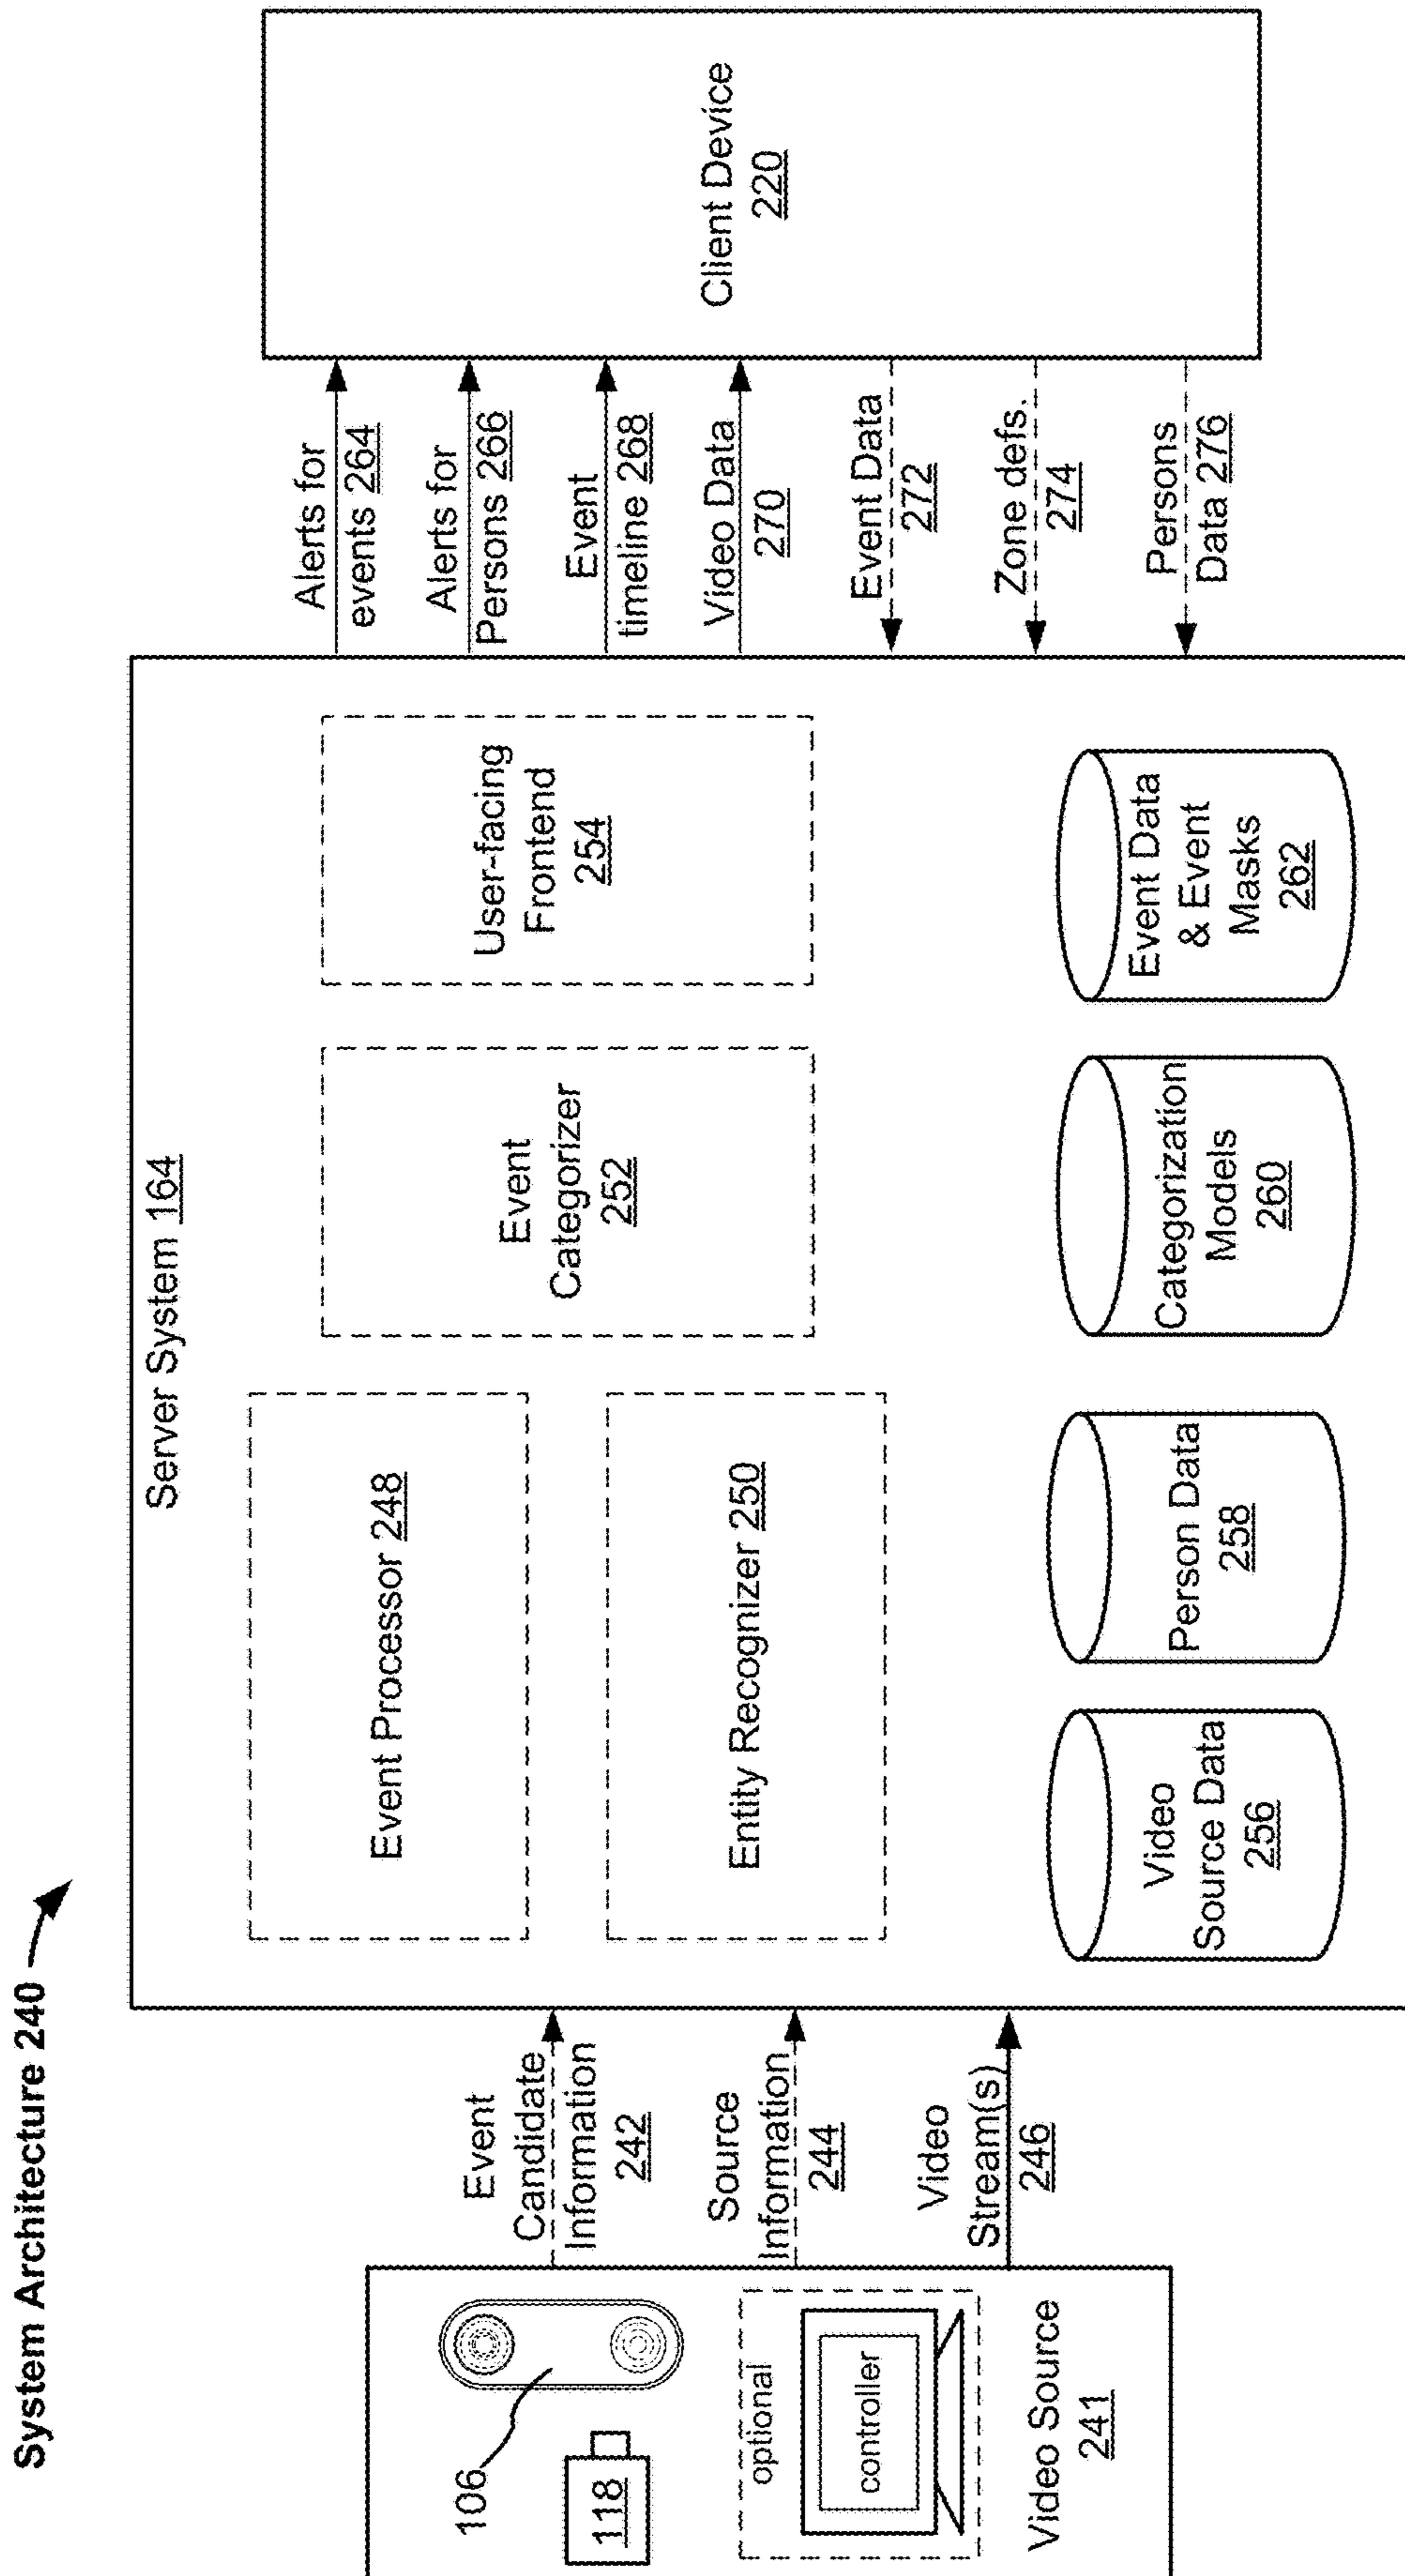 System Architecture 240
106
118
optional
controller
Video Source
241
Event
Candidate
Information
242
Source
Information
244
Video
Stream(s)
246
Server System 164
Event Processor 248
Entity Recognizer 250
Event
Categorizer
252
User-facing
Frontend
254
Video
Source Data
256
Person Data
258
Categorization
Models
260
Event Data
& Event
Masks
262
Alerts for
events 264
Alerts for
Persons 266
Event
timeline 268
Video Data
270
Event Data
272
Zone defs.
274
Persons
Data 276
Client Device
220